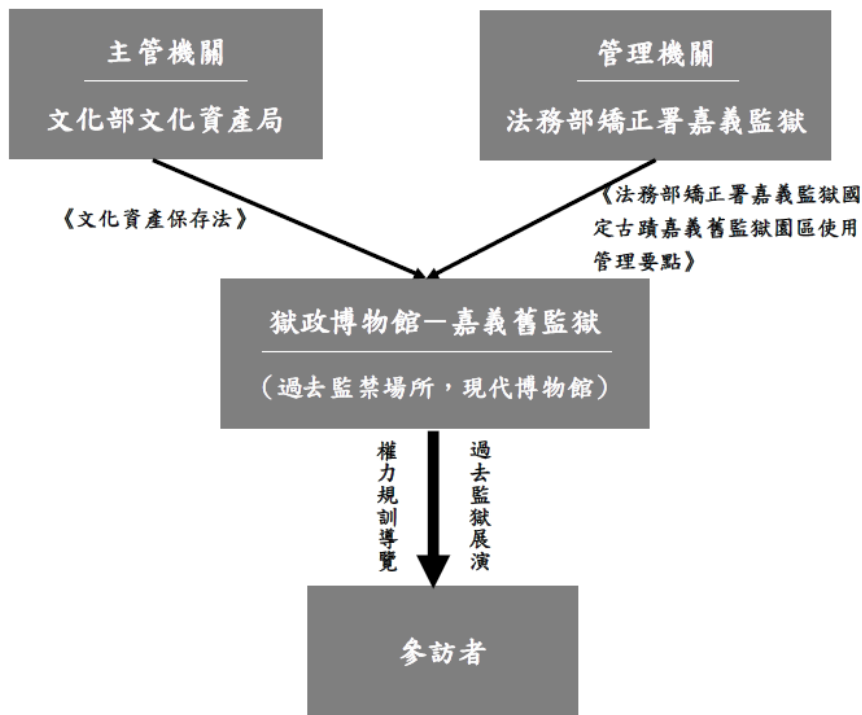 主管機關
文化部文化資產局
管理機關
法務部矯正署嘉義監獄
《文化資產保存法》
《法務部矯正署嘉義監獄國
定古蹟嘉義舊監獄園區使用
管理要點》
獄政博物館－嘉義舊監獄
（過去監禁場所，現代博物館）
權力規訓導覽
過去監獄展演
參訪者